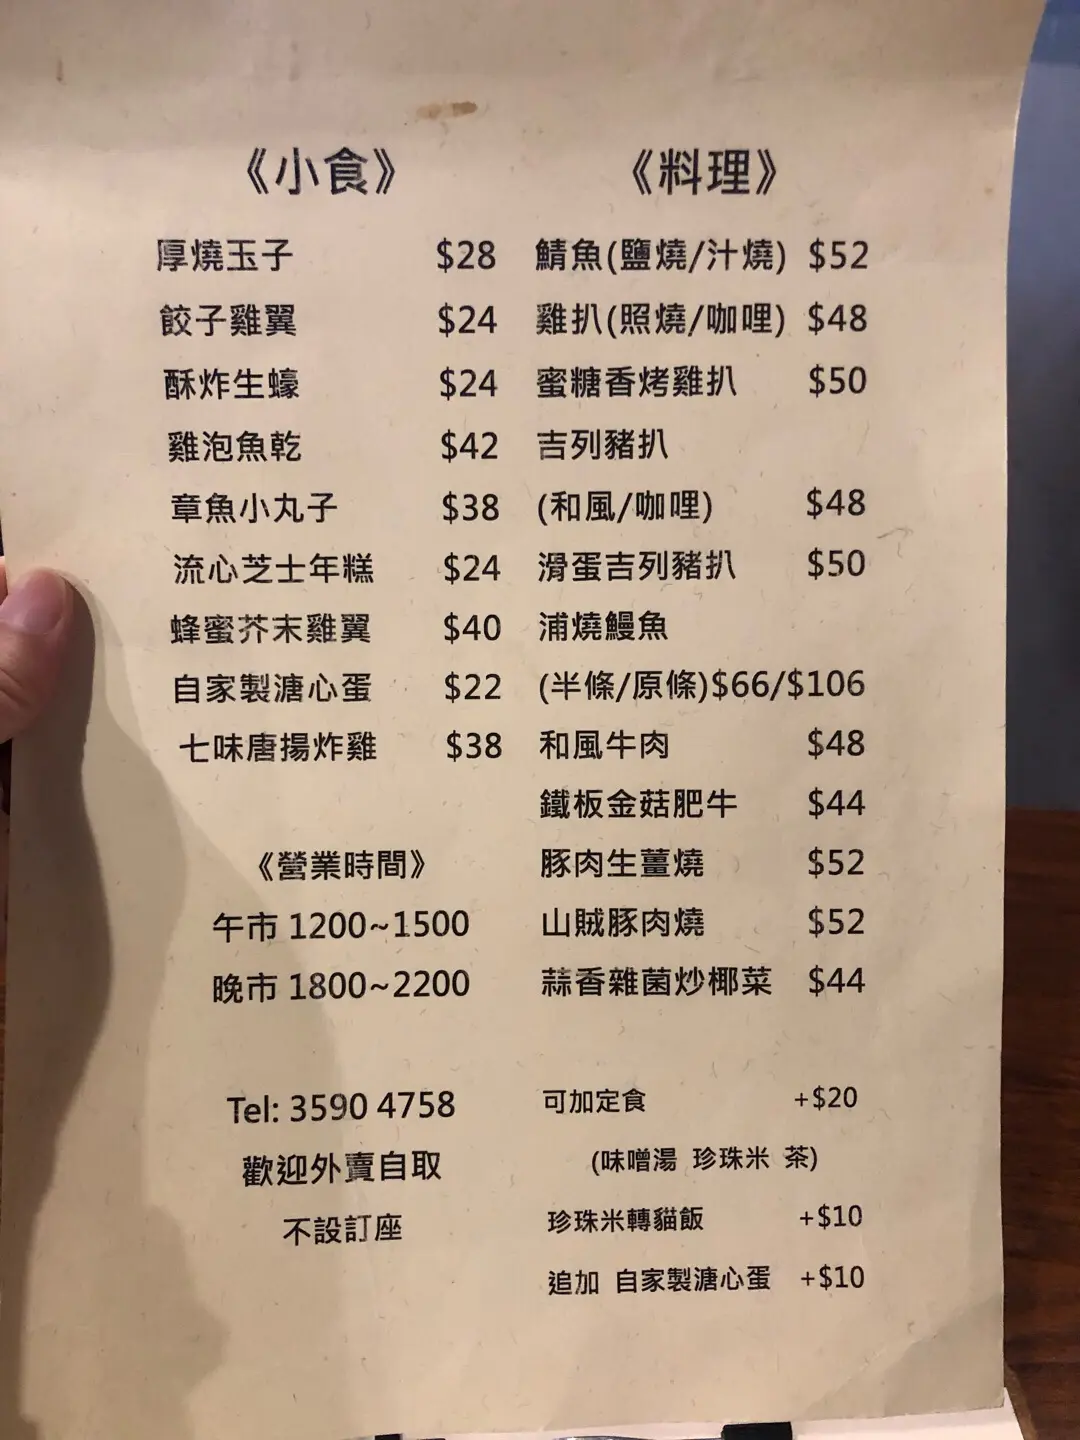 《小食》
厚燒玉子 $28
餃子雞翼 $24
酥炸生蠔 $24
雞泡魚乾 $42
章魚小丸子 $38
流心芝士年糕 $24
蜂蜜芥末雞翼 $40
自家製溏心蛋 $22
七味唐揚炸雞 $38
《營業時間》
午市 1200~1500
晚市 1800~2200
Tel: 3590 4758
歡迎外賣自取
不設訂座
《料理》
鯖魚(鹽燒/汁燒) $52
雞扒(照燒/咖哩) $48
蜜糖香烤雞扒 $50
吉列豬扒
(和風/咖哩) $48
滑蛋吉列豬扒 $50
浦燒鰻魚
(半條/原條)$66/$106
和風牛肉 $48
鐵板金菇肥牛 $44
豚肉生薑燒 $52
山賊豚肉燒 $52
蒜香雜菌炒椰菜 $44
可加定食 +$20
(味噌湯 珍珠米 茶)
珍珠米轉貓飯 +$10
追加 自家製溏心蛋 +$10